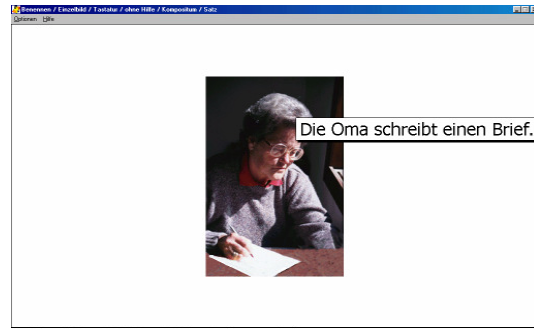 Benennen / Einzelbild / Tastatur / ohne Hilfe / Kompositum / Satz
Optionen Hilfe
Die Oma schreibt einen Brief.